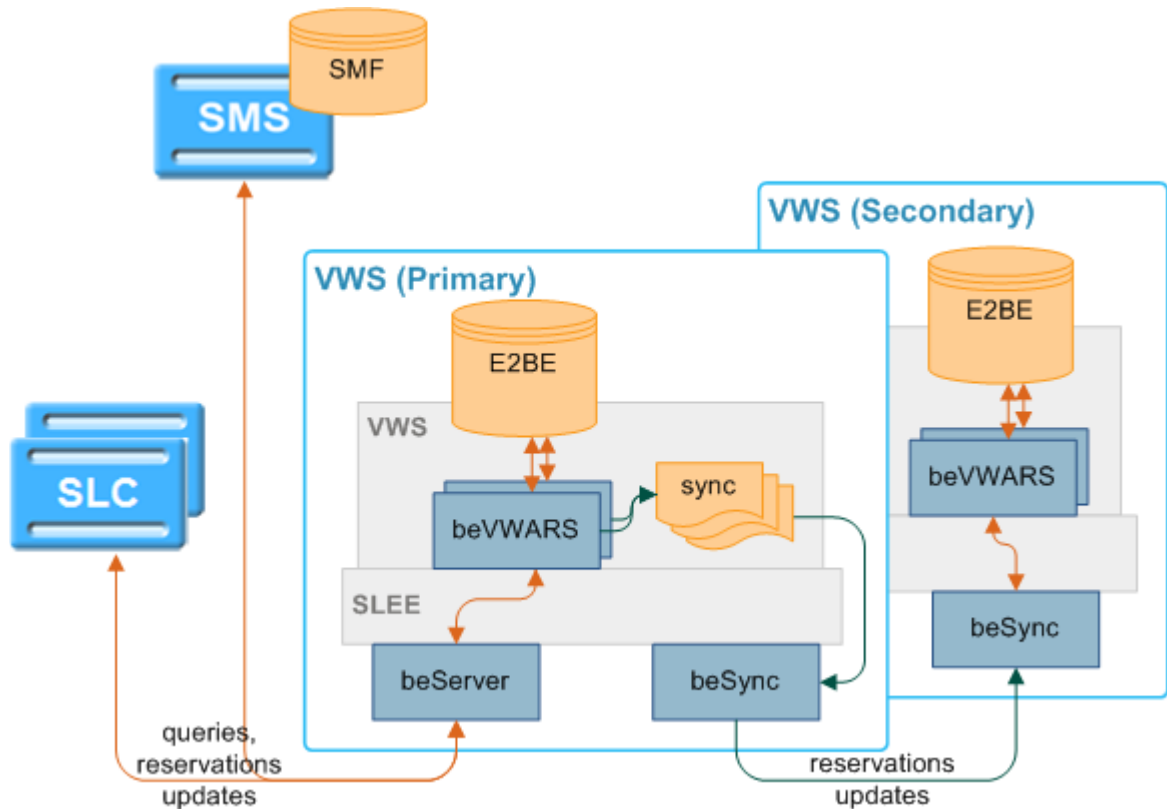 SMF
SMS
VWS (Secondary)
VWS (Primary)
E2BE
E2BE
VWS
SLC
sync
beVWARS
beVWARS
SLEE
beSync
beServer
beSync
queries,
reservations
updates
reservations
updates